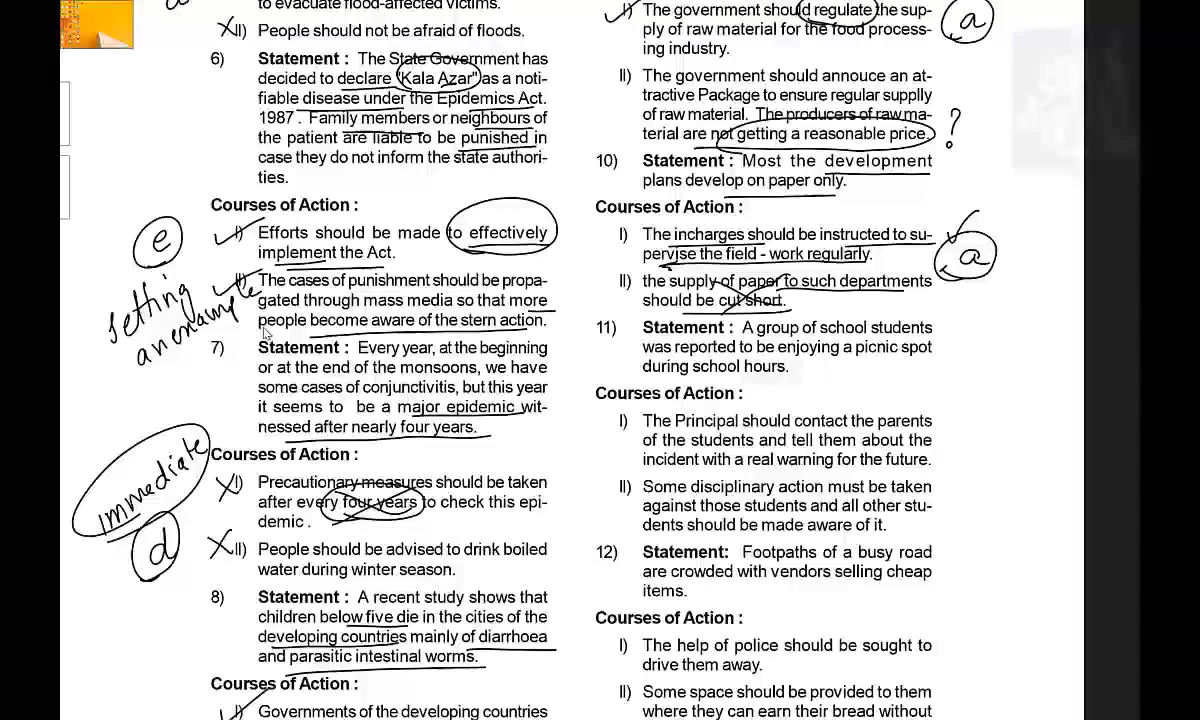 to evacuate flood-affected victims.
II) People should not be afraid of floods.
6) Statement : The State Government has
decided to declare "Kala Azar" as a noti-
fiable disease under the Epidemics Act.
1987 . Family members or neighbours of
the patient are liable to be punished in
case they do not inform the state authori-
ties.
Courses of Action :
I) Efforts should be made to effectively
implement the Act.
II) The cases of punishment should be propa-
gated through mass media so that more
people become aware of the stern action.
e
setting
an example
7) Statement : Every year, at the beginning
or at the end of the monsoons, we have
some cases of conjunctivitis, but this year
it seems to be a major epidemic wit-
nessed after nearly four years.
Courses of Action :
I) Precautionary measures should be taken
after every four years to check this epi-
demic .
II) People should be advised to drink boiled
water during winter season.
immediate
d
8) Statement : A recent study shows that
children below five die in the cities of the
developing countries mainly of diarrhoea
and parasitic intestinal worms.
Courses of Action :
I) Governments of the developing countries
I) The government should regulate the sup-
ply of raw material for the food process-
ing industry.
a
II) The government should annouce an at-
tractive Package to ensure regular supplly
of raw material. The producers of raw ma-
terial are not getting a reasonable price.
?
10) Statement : Most the development
plans develop on paper only.
Courses of Action :
I) The incharges should be instructed to su-
pervise the field - work regularly.
a
II) the supply of paper to such departments
should be cut short.
11) Statement : A group of school students
was reported to be enjoying a picnic spot
during school hours.
Courses of Action :
I) The Principal should contact the parents
of the students and tell them about the
incident with a real warning for the future.
II) Some disciplinary action must be taken
against those students and all other stu-
dents should be made aware of it.
12) Statement: Footpaths of a busy road
are crowded with vendors selling cheap
items.
Courses of Action :
I) The help of police should be sought to
drive them away.
II) Some space should be provided to them
where they can earn their bread without